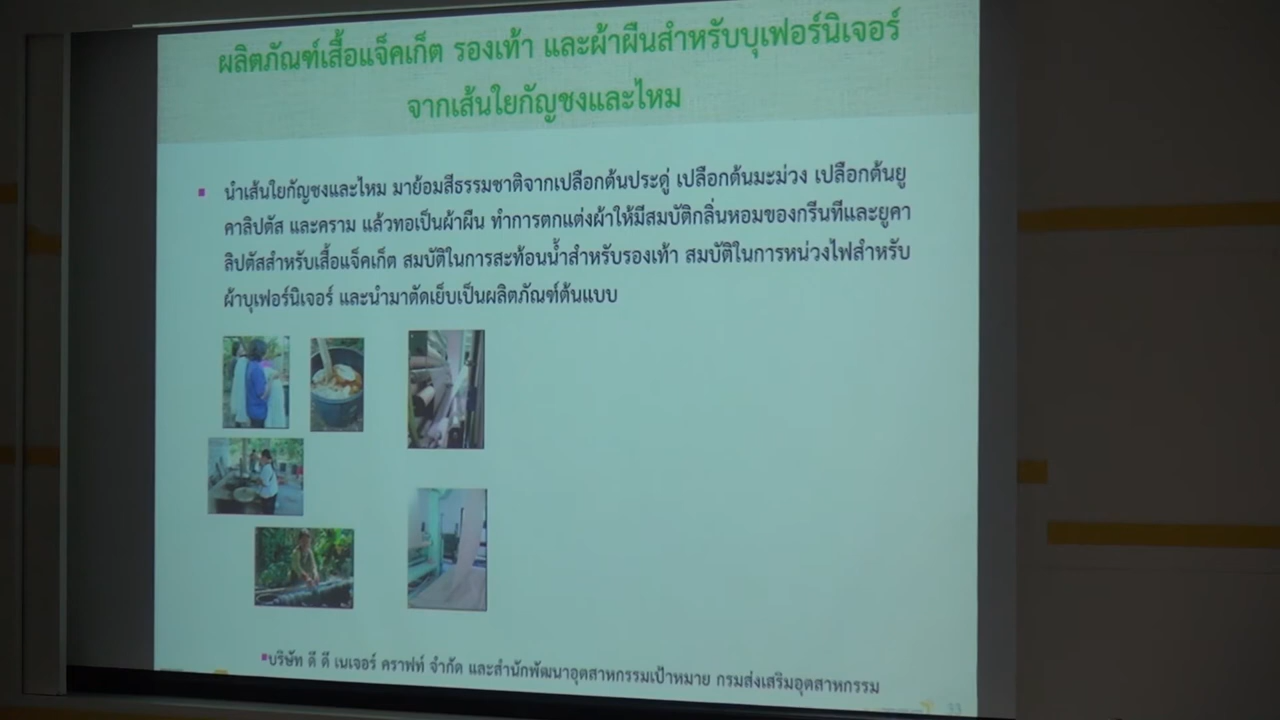 ผลิตภัณฑ์เสื้อแจ็คเก็ต รองเท้า และผ้าผืนสำหรับบุเฟอร์นิเจอร์
จากเส้นใยกัญชงและไหม
นำเส้นใยกัญชงและไหม มาย้อมสีธรรมชาติจากเปลือกต้นประดู่ เปลือกต้นมะม่วง เปลือกต้นยู
คาลิปตัส และคราม แล้วทอเป็นผ้าผืน ทำการตกแต่งผ้าให้มีสมบัติกลิ่นหอมของกรีนทีและยูคา
ลิปตัสสำหรับเสื้อแจ็คเก็ต สมบัติในการสะท้อนน้ำสำหรับรองเท้า สมบัติในการหน่วงไฟสำหรับ
ผ้าบุเฟอร์นิเจอร์ และนำมาตัดเย็บเป็นผลิตภัณฑ์ต้นแบบ
บริษัท ดี ดี เนเจอร์ คราฟท์ จำกัด และสำนักพัฒนาอุตสาหกรรมเป้าหมาย กรมส่งเสริมอุตสาหกรรม
33